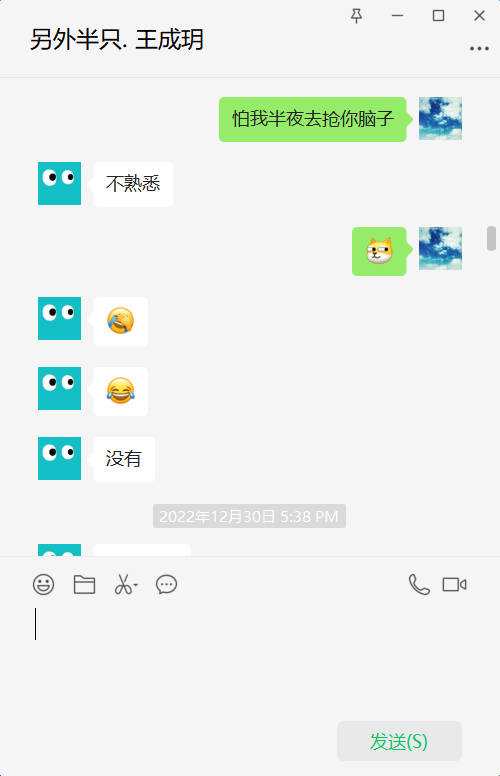 另外半只. 王成玥
怕我半夜去抢你脑子
不熟悉
没有
2022年12月30日 5:38 PM
发送(S)